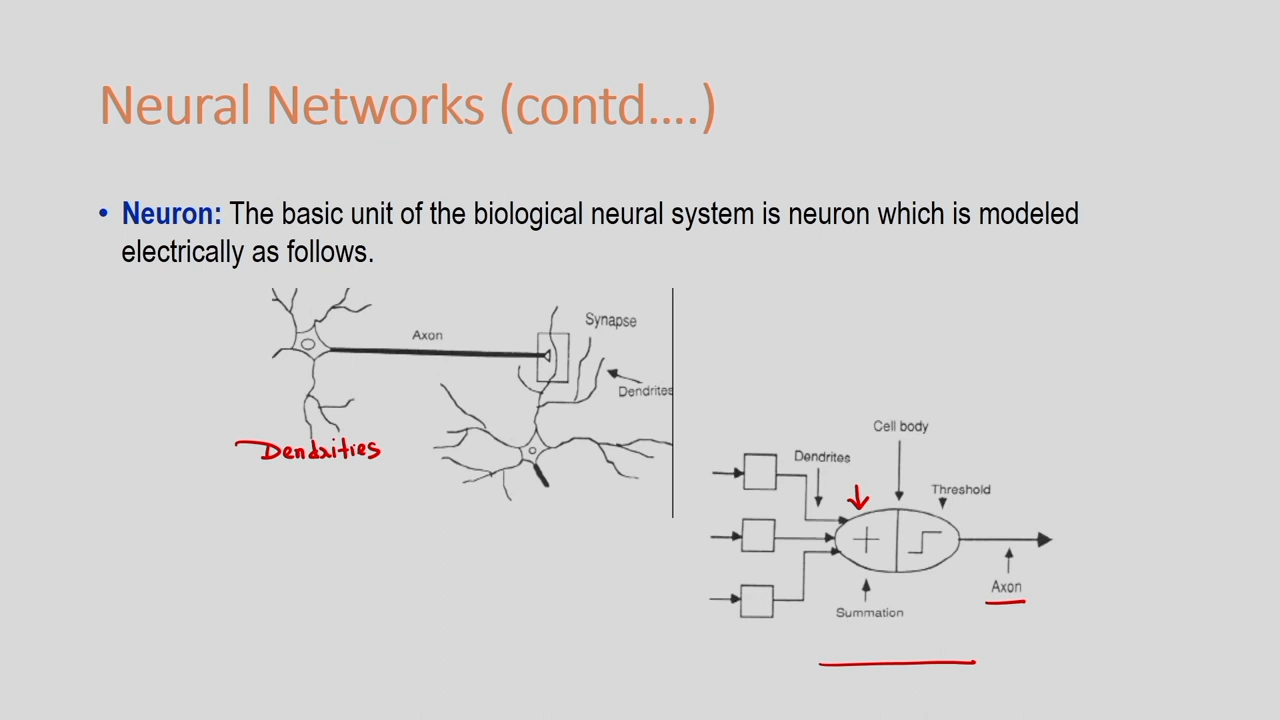 Neural Networks (contd....)
• Neuron: The basic unit of the biological neural system is neuron which is modeled
electrically as follows.
Synapse
Axon
Dendrites
Dendrities
Cell body
Dendrites
Threshold
Axon
Summation